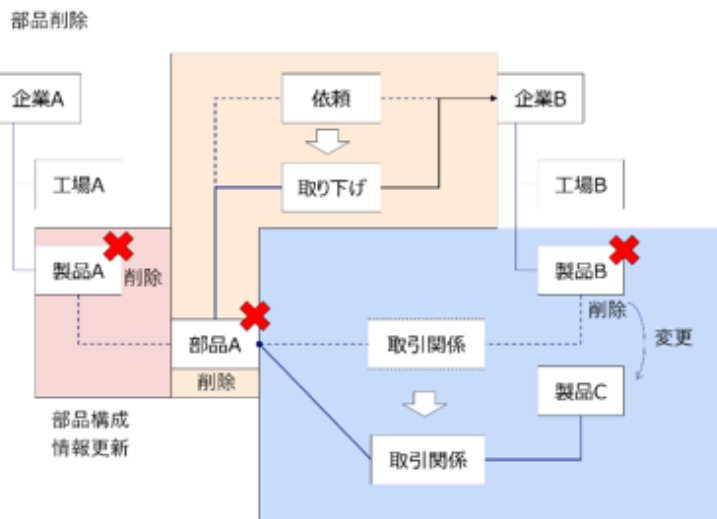 部品削除
企業A
依頼
企業B
工場A
取り下げ
工場B
製品A
削除
製品B
削除
部品A
取引関係
変更
削除
製品C
部品構成
情報更新
取引関係